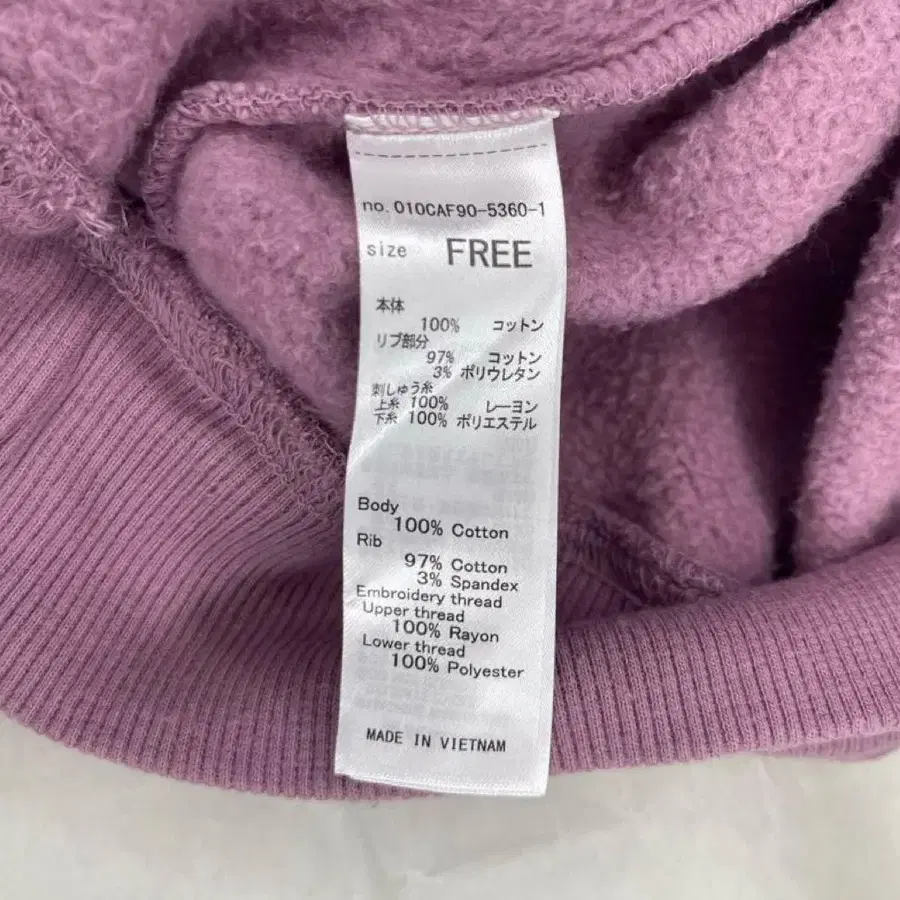 no. 010CAF90-5360-1
size FREE
本体
100% コットン
リブ部分
97% コットン
3% ポリウレタン
刺しゅう糸
上糸 100% レーヨン
下糸 100% ポリエステル
Body
100% Cotton
Rib
97% Cotton
3% Spandex
Embroidery thread
Upper thread
100% Rayon
Lower thread
100% Polyester
MADE IN VIETNAM